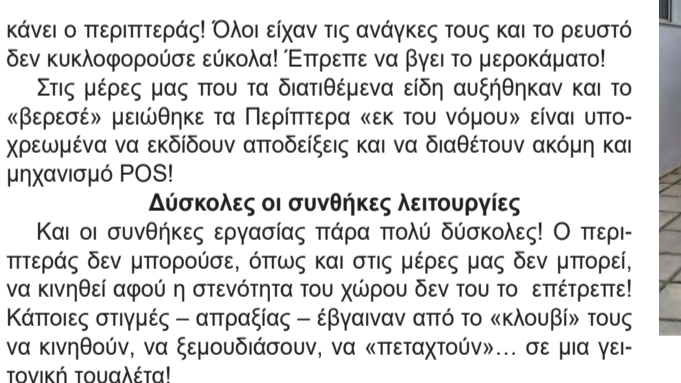 κάνει ο περιπτεράς! Όλοι είχαν τις ανάγκες τους και το ρευστό
δεν κυκλοφορούσε εύκολα! Έπρεπε να βγει το μεροκάματο!
Στις μέρες μας που τα διατιθέμενα είδη αυξήθηκαν και το
«βερεσέ» μειώθηκε τα Περίπτερα «εκ του νόμου» είναι υπο-
χρεωμένα να εκδίδουν αποδείξεις και να διαθέτουν ακόμη και
μηχανισμό POS!
Δύσκολες οι συνθήκες λειτουργίες
Και οι συνθήκες εργασίας πάρα πολύ δύσκολες! Ο περι-
πτεράς δεν μπορούσε, όπως και στις μέρες μας δεν μπορεί,
να κινηθεί αφού η στενότητα του χώρου δεν του το  επέτρεπε!
Κάποιες στιγμές – απραξίας – έβγαιναν από το «κλουβί» τους
να κινηθούν, να ξεμουδιάσουν, να «πεταχτούν»… σε μια γει-
τονική τουαλέτα!